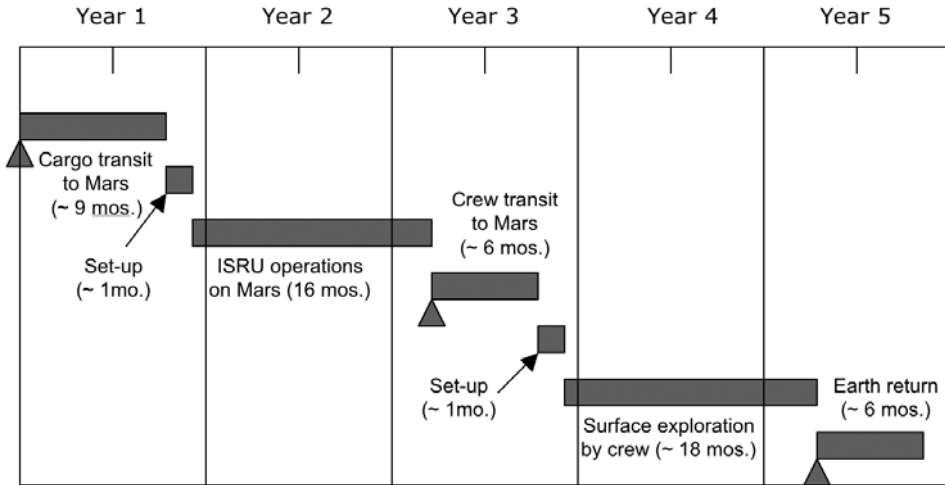 Year 1
Year 2
Year 3
Year 4
Year 5
Cargo transit
to Mars
(~ 9 mos.)
Set-up
(~ 1mo.)
ISRU operations
on Mars (16 mos.)
Crew transit
to Mars
(~ 6 mos.)
Set-up
(~ 1mo.)
Surface exploration
by crew (~ 18 mos.)
Earth return
(~ 6 mos.)